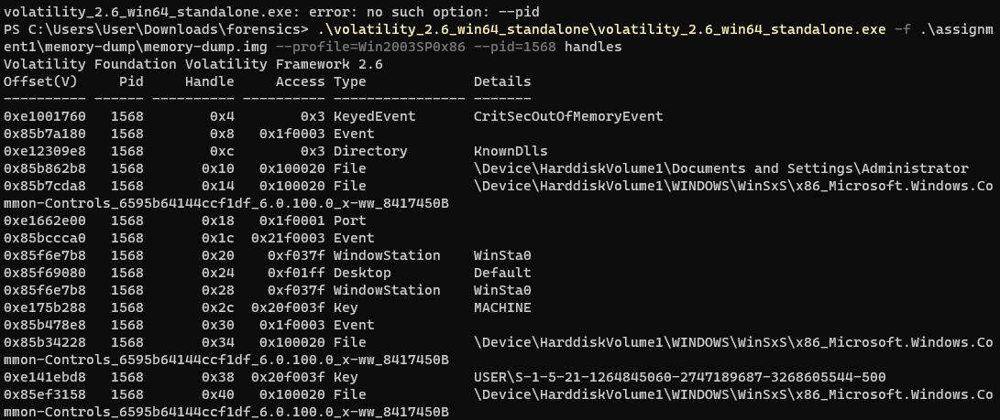 volatility_2.6_win64_standalone.exe: error: no such option: --pid
PS C:\Users\User\Downloads\forensics> .\volatility_2.6_win64_standalone\volatility_2.6_win64_standalone.exe -f .\assignm
ent1\memory-dump\memory-dump.img --profile=Win2003SP0x86 --pid=1568 handles
Volatility Foundation Volatility Framework 2.6
Offset(V)     Pid     Handle     Access Type             Details
---------- ------ ---------- ---------- ---------------- -------
0xe1001760   1568        0x4        0x3 KeyedEvent       CritSecOutOfMemoryEvent
0x85b7a180   1568        0x8   0x1f0003 Event
0xe12309e8   1568        0xc        0x3 Directory        KnownDlls
0x85b862b8   1568       0x10   0x100020 File             \Device\HarddiskVolume1\Documents and Settings\Administrator
0x85b7cda8   1568       0x14   0x100020 File             \Device\HarddiskVolume1\WINDOWS\WinSxS\x86_Microsoft.Windows.Co
mmon-Controls_6595b64144ccf1df_6.0.100.0_x-ww_8417450B
0xe1662e00   1568       0x18   0x1f0001 Port
0x85bccca0   1568       0x1c 0x21f0003 Event
0x85f6e7b8   1568       0x20    0xf037f WindowStation    WinSta0
0x85f69080   1568       0x24    0xf01ff Desktop          Default
0x85f6e7b8   1568       0x28    0xf037f WindowStation    WinSta0
0xe175b288   1568       0x2c 0x20f003f Key              MACHINE
0x85b478e8   1568       0x30   0x1f0003 Event
0x85b34228   1568       0x34   0x100020 File             \Device\HarddiskVolume1\WINDOWS\WinSxS\x86_Microsoft.Windows.Co
mmon-Controls_6595b64144ccf1df_6.0.100.0_x-ww_8417450B
0xe141ebd8   1568       0x38 0x20f003f Key              USER\S-1-5-21-1264845060-2747189687-3268605544-500
0x85ef3158   1568       0x40   0x100020 File             \Device\HarddiskVolume1\WINDOWS\WinSxS\x86_Microsoft.Windows.Co
mmon-Controls_6595b64144ccf1df_6.0.100.0_x-ww_8417450B